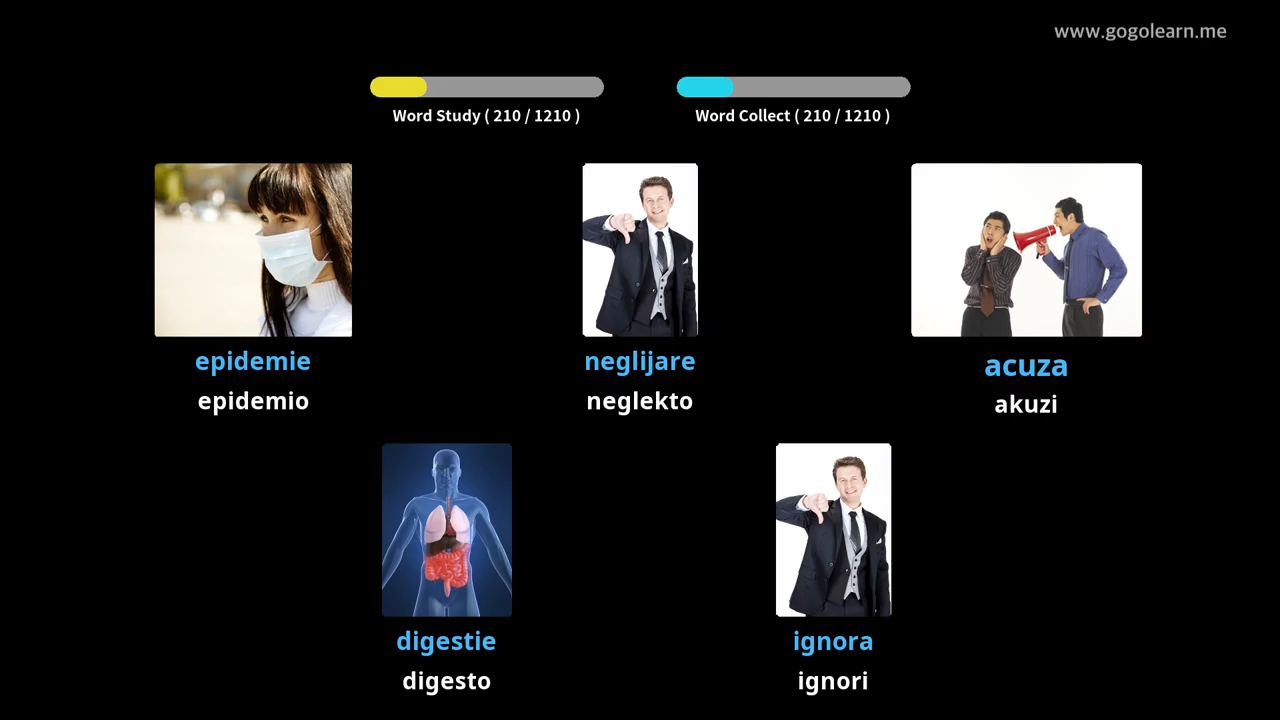 www.gogolearn.me
Word Study ( 210 / 1210 )
Word Collect ( 210 / 1210 )
epidemie
epidemio
neglijare
neglekto
acuza
akuzi
digestie
digesto
ignora
ignori